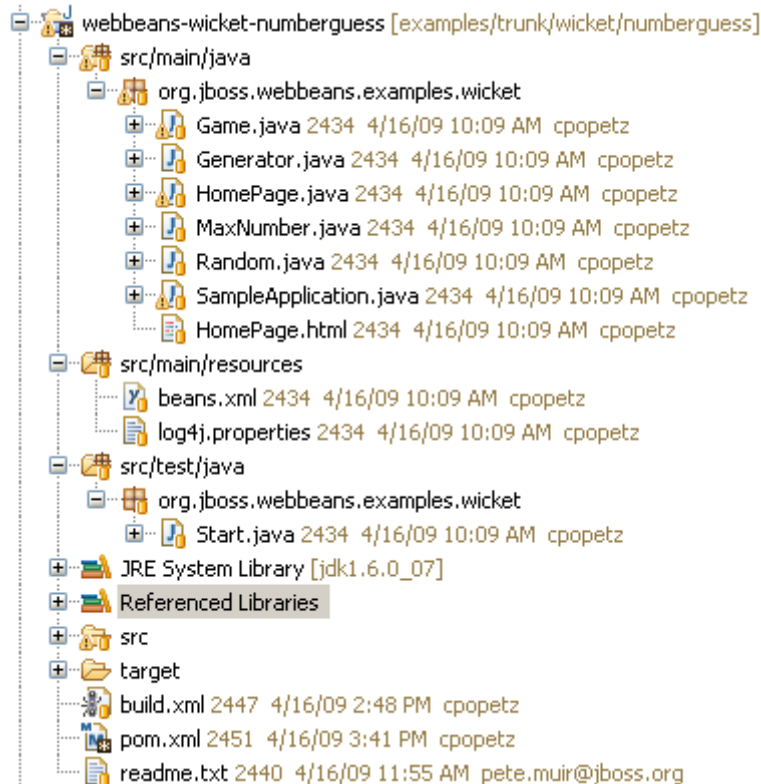 webbeans-wicket-numberguess [examples/trunk/wicket/numberguess]
src/main/java
org.jboss.webbeans.examples.wicket
Game.java 2434 4/16/09 10:09 AM cpopetz
Generator.java 2434 4/16/09 10:09 AM cpopetz
HomePage.java 2434 4/16/09 10:09 AM cpopetz
MaxNumber.java 2434 4/16/09 10:09 AM cpopetz
Random.java 2434 4/16/09 10:09 AM cpopetz
SampleApplication.java 2434 4/16/09 10:09 AM cpopetz
HomePage.html 2434 4/16/09 10:09 AM cpopetz
src/main/resources
beans.xml 2434 4/16/09 10:09 AM cpopetz
log4j.properties 2434 4/16/09 10:09 AM cpopetz
src/test/java
org.jboss.webbeans.examples.wicket
Start.java 2434 4/16/09 10:09 AM cpopetz
JRE System Library [jdk1.6.0_07]
Referenced Libraries
src
target
build.xml 2447 4/16/09 2:48 PM cpopetz
pom.xml 2451 4/16/09 3:41 PM cpopetz
readme.txt 2440 4/16/09 11:55 AM pete.muir@jboss.org